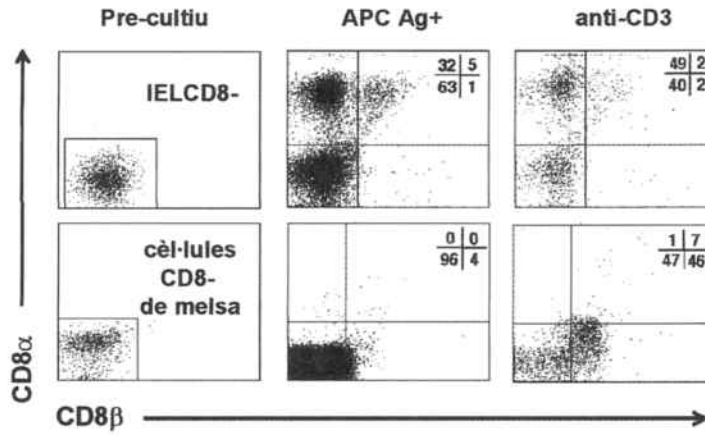 Pre-cultiu
APC Ag+
anti-CD3
IELCD8-
32 5
63 1
49 2
40 2
cèl·lules
CD8-
de melsa
0 0
96 4
1 7
47 46
CD8α
CD8β